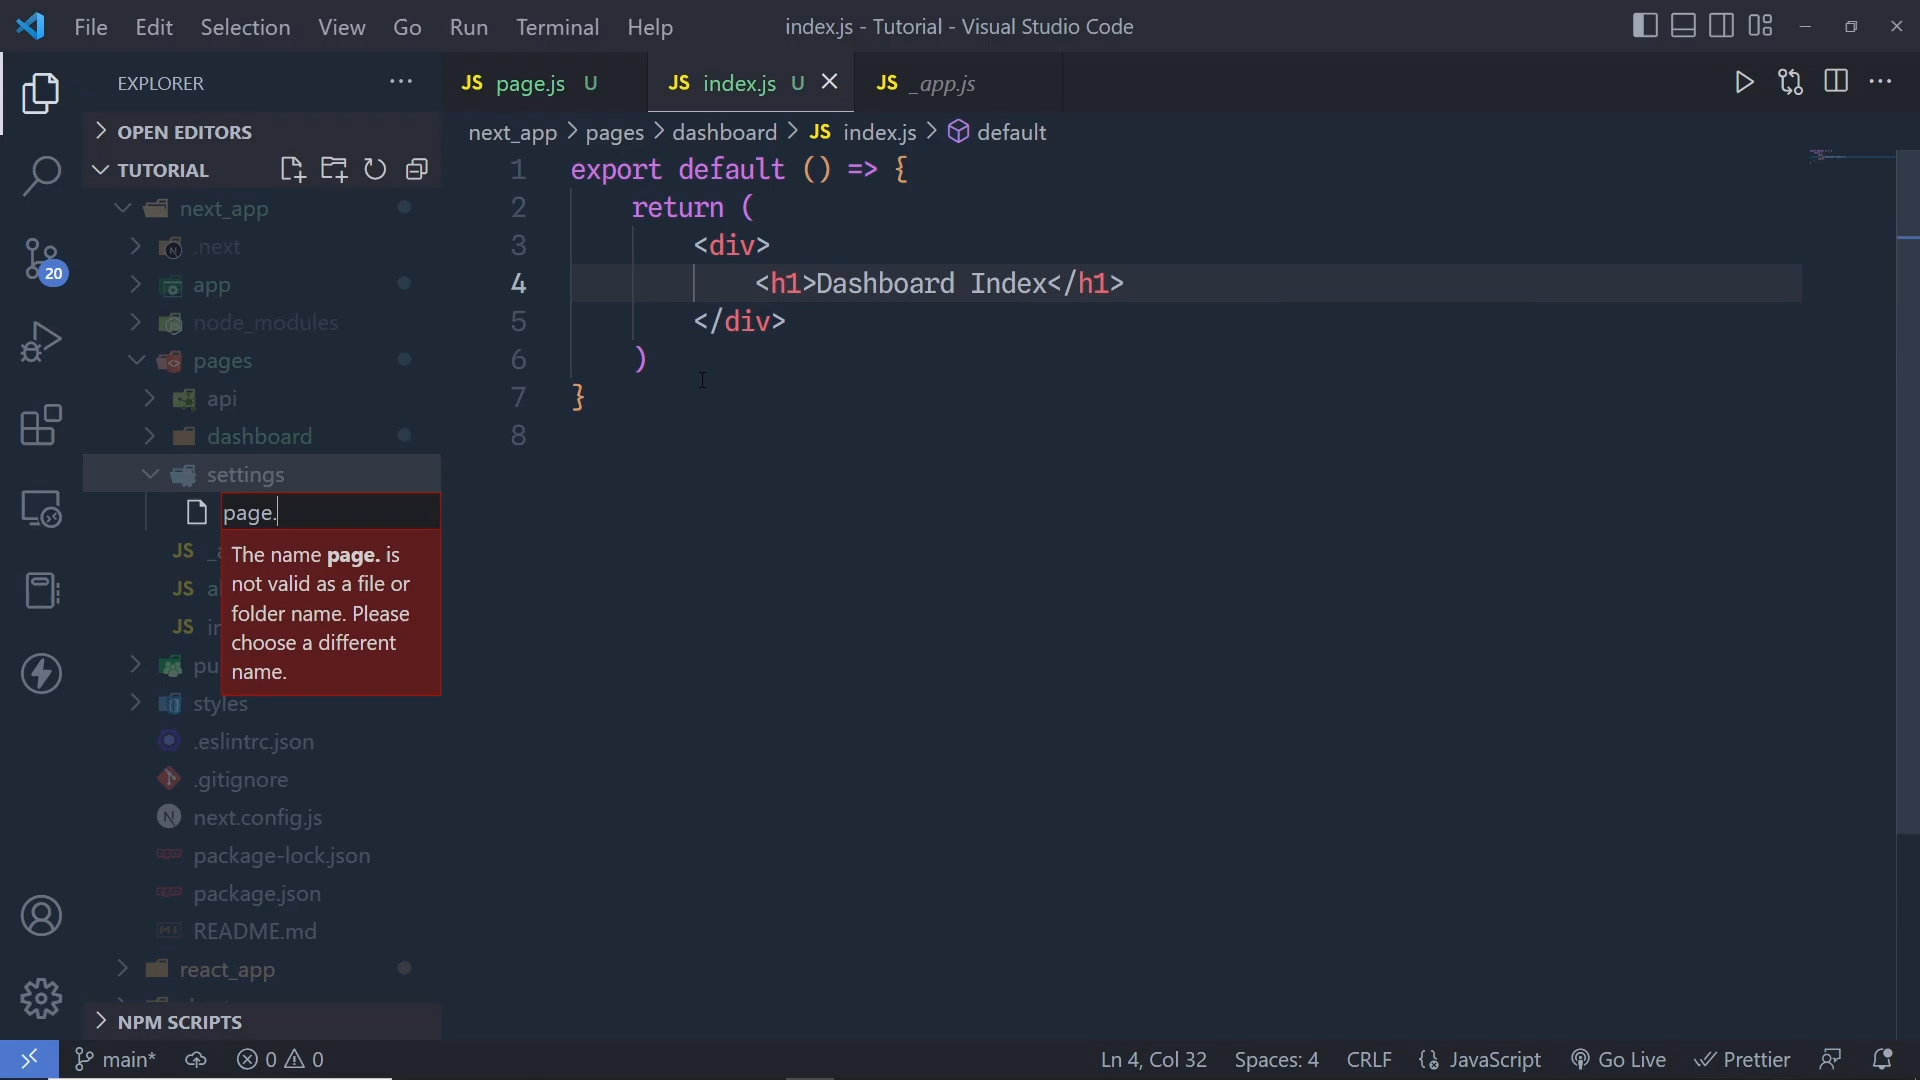 File Edit Selection View Go Run Terminal Help
index.js - Tutorial - Visual Studio Code
EXPLORER
OPEN EDITORS
TUTORIAL
next_app
.next
app
node_modules
pages
api
dashboard
settings
page.
The name page. is
not valid as a file or
folder name. Please
choose a different
name.
JS
JS
JS
pu
styles
.eslintrc.json
.gitignore
next.config.js
package-lock.json
package.json
README.md
react_app
NPM SCRIPTS
20
JS page.js U
JS index.js U
JS _app.js
next_app > pages > dashboard > JS index.js > default
1 export default () => {
2 return (
3 <div>
4 <h1>Dashboard Index</h1>
5 </div>
6 )
7 }
8
main* 0 0
Ln 4, Col 32 Spaces: 4 CRLF JavaScript Go Live Prettier